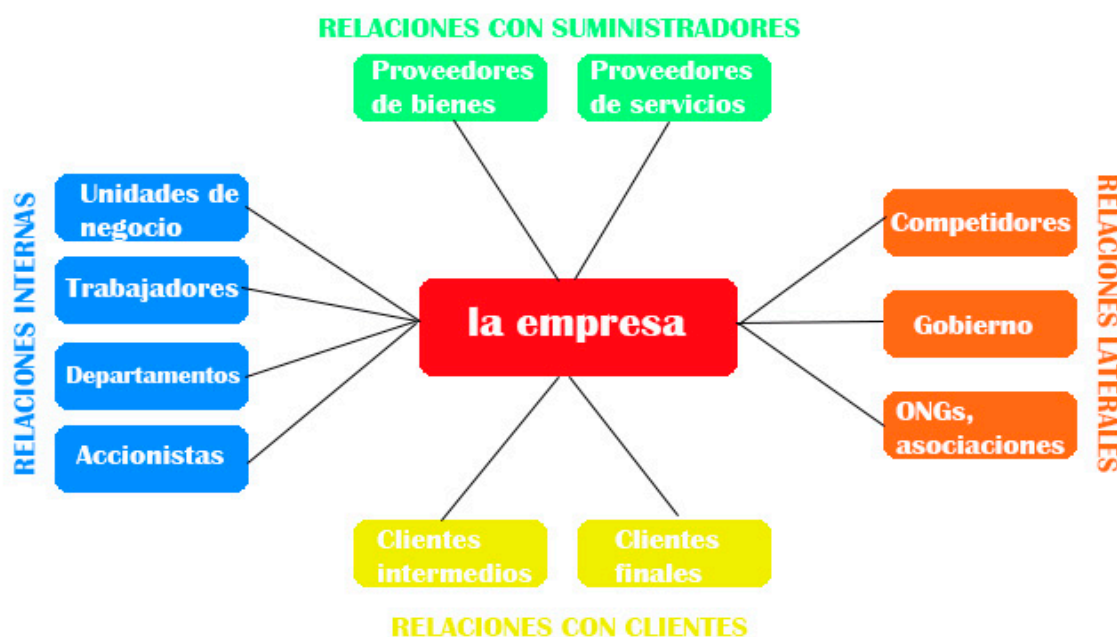 RELACIONES CON SUMINISTRADORES
Proveedores
de bienes
Proveedores
de servicios
RELACIONES INTERNAS
Unidades de
negocio
Trabajadores
Departamentos
Accionistas
la empresa
Competidores
Gobierno
ONGs,
asociaciones
RELACIONES LATERALES
Clientes
intermedios
Clientes
finales
RELACIONES CON CLIENTES